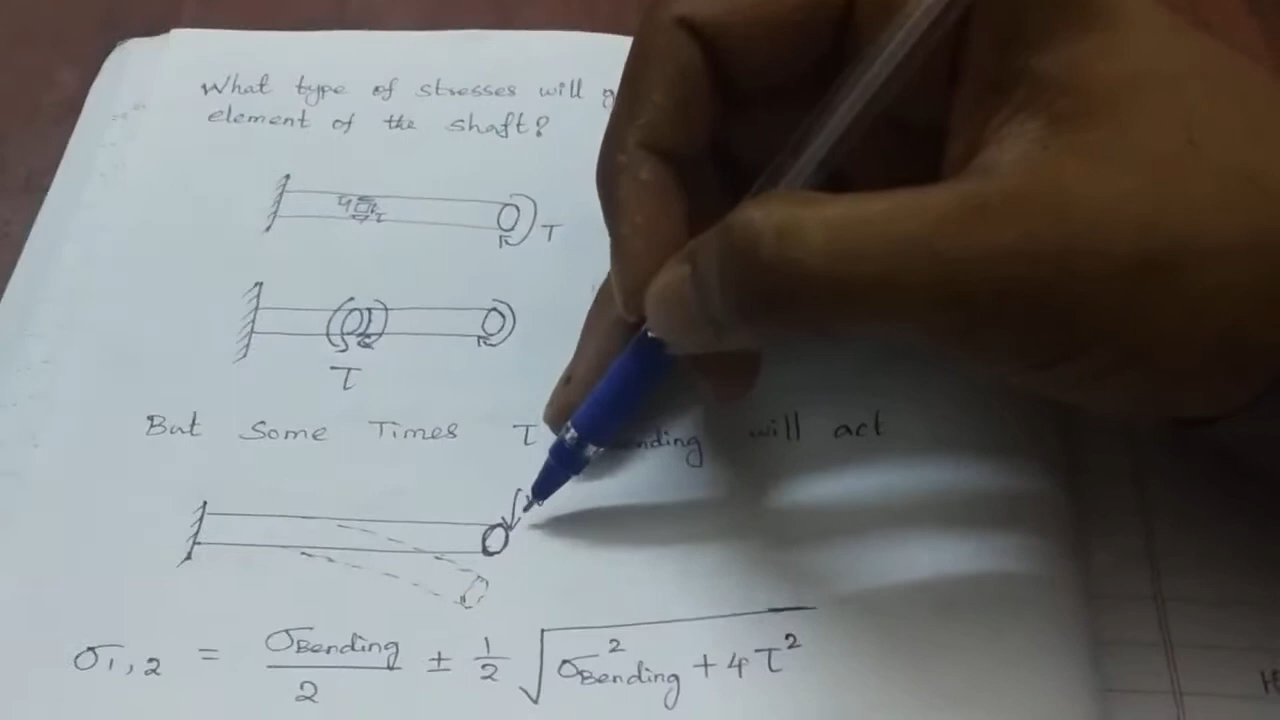 What type of stresses will
element of the shaft?
T
T
But Some Times τ will act
σ1,2 = σBending/2 ± 1/2 √(σ²Bending + 4τ²)